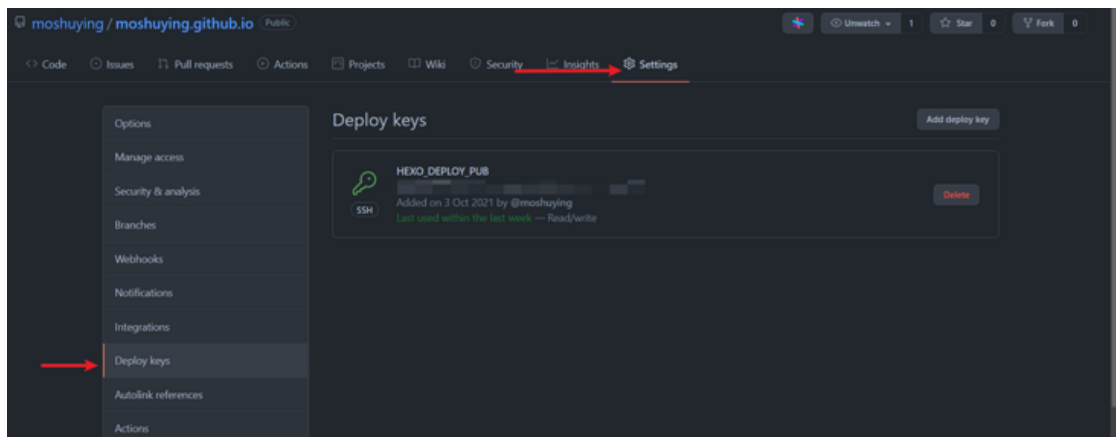 moshuying / moshuying.github.io Public
Unwatch 1 Star 0 Fork 0
Code Issues Pull requests Actions Projects Wiki Security Insights Settings
Options
Manage access
Security & analysis
Branches
Webhooks
Notifications
Integrations
Deploy keys
Autolink references
Actions
Deploy keys
Add deploy key
HEXO_DEPLOY_PUB
SSH
Added on 3 Oct 2021 by @moshuying
Last used within the last week — Read/write
Delete